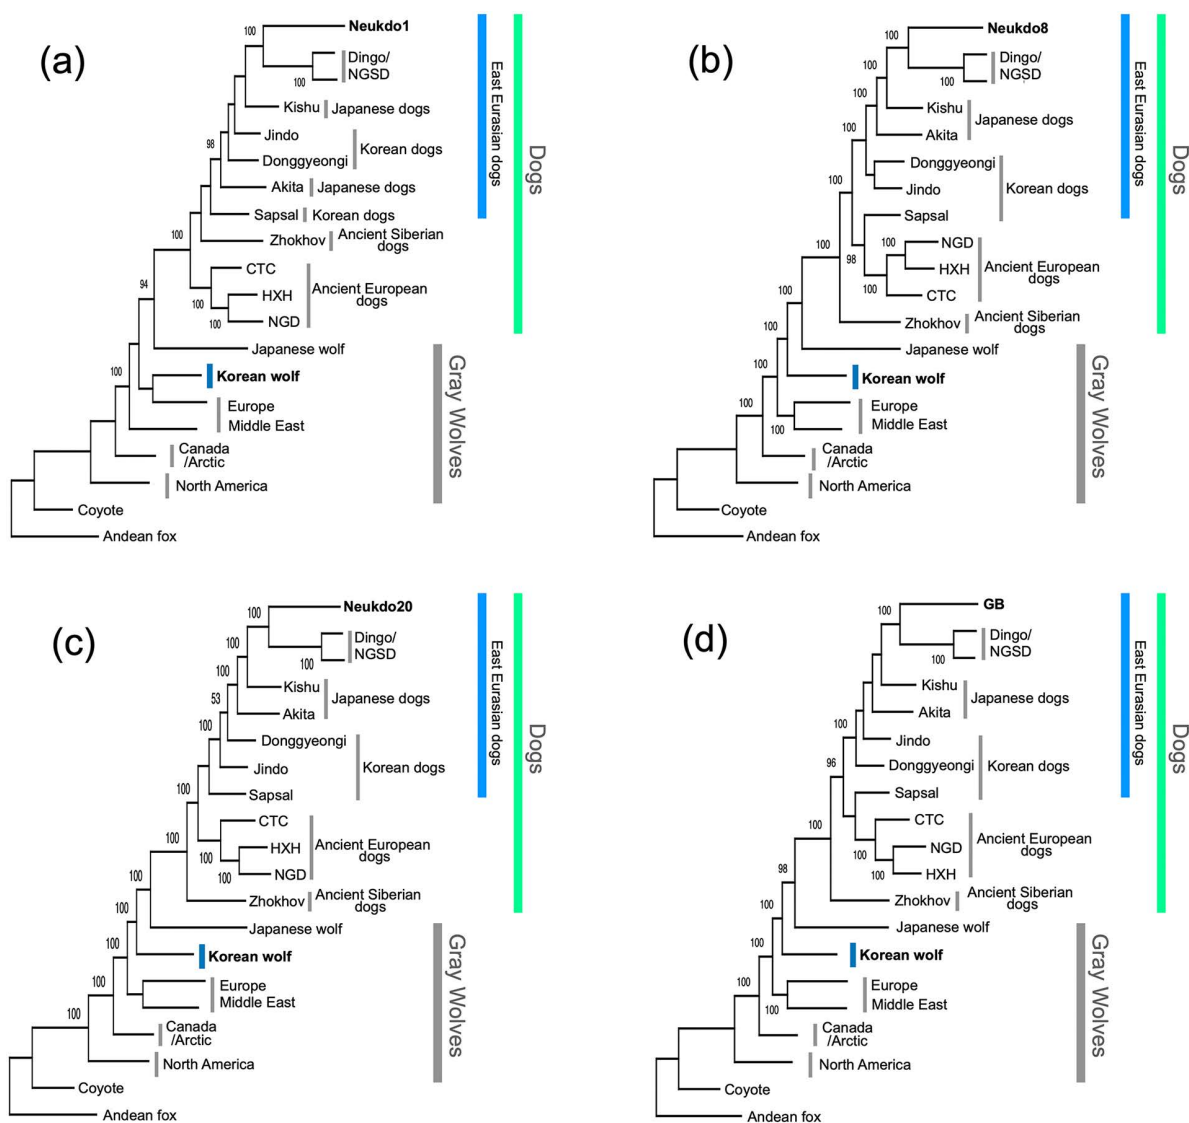 (a)
100
Neukdo1
100
Dingo/
NGSD
100
Kishu
Japanese dogs
Jindo
98
Donggyeongi
Korean dogs
Akita
Japanese dogs
Sapsal
Korean dogs
100
Zhokhov
Ancient Siberian
dogs
CTC
94
100
HXH
Ancient European
dogs
100
NGD
Japanese wolf
100
Korean wolf
Europe
Middle East
Canada
/Arctic
North America
Coyote
Andean fox
East Eurasian dogs
Dogs
Gray Wolves
(b)
100
Neukdo8
100
Dingo/
NGSD
100
100
Kishu
Japanese dogs
100
Akita
Donggyeongi
100
Jindo
Korean dogs
Sapsal
100
100
NGD
98
HXH
Ancient European
dogs
100
100
CTC
100
Zhokhov
Ancient Siberian
dogs
Japanese wolf
100
Korean wolf
100
Europe
100
Middle East
Canada
/Arctic
North America
Coyote
Andean fox
East Eurasian dogs
Dogs
Gray Wolves
(c)
100
Neukdo20
100
Dingo/
NGSD
100
100
Kishu
Japanese dogs
53
Akita
100
Donggyeongi
Jindo
Korean dogs
100
Sapsal
CTC
100
HXH
Ancient European
dogs
100
100
NGD
100
Zhokhov
Ancient Siberian
dogs
100
Japanese wolf
100
Korean wolf
100
Europe
Middle East
100
Canada
/Arctic
North America
Coyote
Andean fox
East Eurasian dogs
Dogs
Gray Wolves
(d)
100
GB
Dingo/
NGSD
100
Kishu
Japanese dogs
Akita
100
Jindo
96
Donggyeongi
Korean dogs
Sapsal
100
CTC
NGD
Ancient European
dogs
100
98
100
HXH
100
Zhokhov
Ancient Siberian
dogs
Japanese wolf
100
Korean wolf
100
Europe
100
Middle East
Canada
/Arctic
North America
Coyote
Andean fox
East Eurasian dogs
Dogs
Gray Wolves